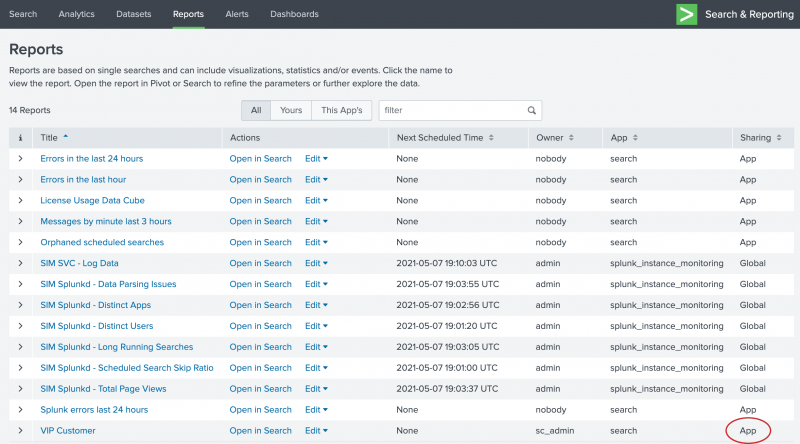 Search Analytics Datasets Reports Alerts Dashboards > Search & Reporting
Reports
Reports are based on single searches and can include visualizations, statistics and/or events. Click the name to
view the report. Open the report in Pivot or Search to refine the parameters or further explore the data.
14 Reports All Yours This App's filter
i Title Actions Next Scheduled Time Owner App Sharing
> Errors in the last 24 hours Open in Search Edit None nobody search App
> Errors in the last hour Open in Search Edit None nobody search App
> License Usage Data Cube Open in Search Edit None nobody search App
> Messages by minute last 3 hours Open in Search Edit None nobody search App
> Orphaned scheduled searches Open in Search Edit None nobody search App
> SIM SVC - Log Data Open in Search Edit 2021-05-07 19:10:03 UTC admin splunk_instance_monitoring Global
> SIM Splunkd - Data Parsing Issues Open in Search Edit 2021-05-07 19:03:55 UTC admin splunk_instance_monitoring Global
> SIM Splunkd - Distinct Apps Open in Search Edit 2021-05-07 19:02:56 UTC admin splunk_instance_monitoring Global
> SIM Splunkd - Distinct Users Open in Search Edit 2021-05-07 19:01:20 UTC admin splunk_instance_monitoring Global
> SIM Splunkd - Long Running Searches Open in Search Edit 2021-05-07 19:03:05 UTC admin splunk_instance_monitoring Global
> SIM Splunkd - Scheduled Search Skip Ratio Open in Search Edit 2021-05-07 19:01:00 UTC admin splunk_instance_monitoring Global
> SIM Splunkd - Total Page Views Open in Search Edit 2021-05-07 19:03:37 UTC admin splunk_instance_monitoring Global
> Splunk errors last 24 hours Open in Search Edit None nobody search App
> VIP Customer Open in Search Edit None sc_admin search App